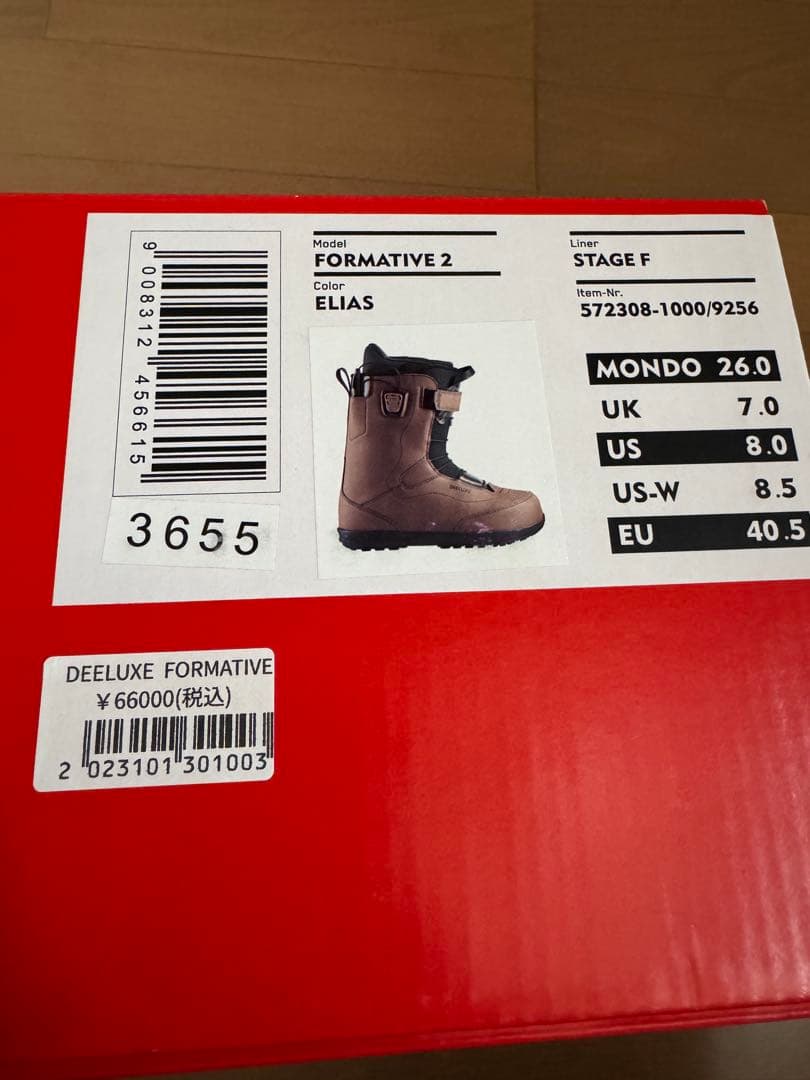 9 008312 456615
3655
Model
FORMATIVE 2
Color
ELIAS
Liner
STAGE F
Item-Nr.
572308-1000/9256
MONDO 26.0
UK 7.0
US 8.0
US-W 8.5
EU 40.5
DEELUXE FORMATIVE
¥66000(税込)
2 023101 301003